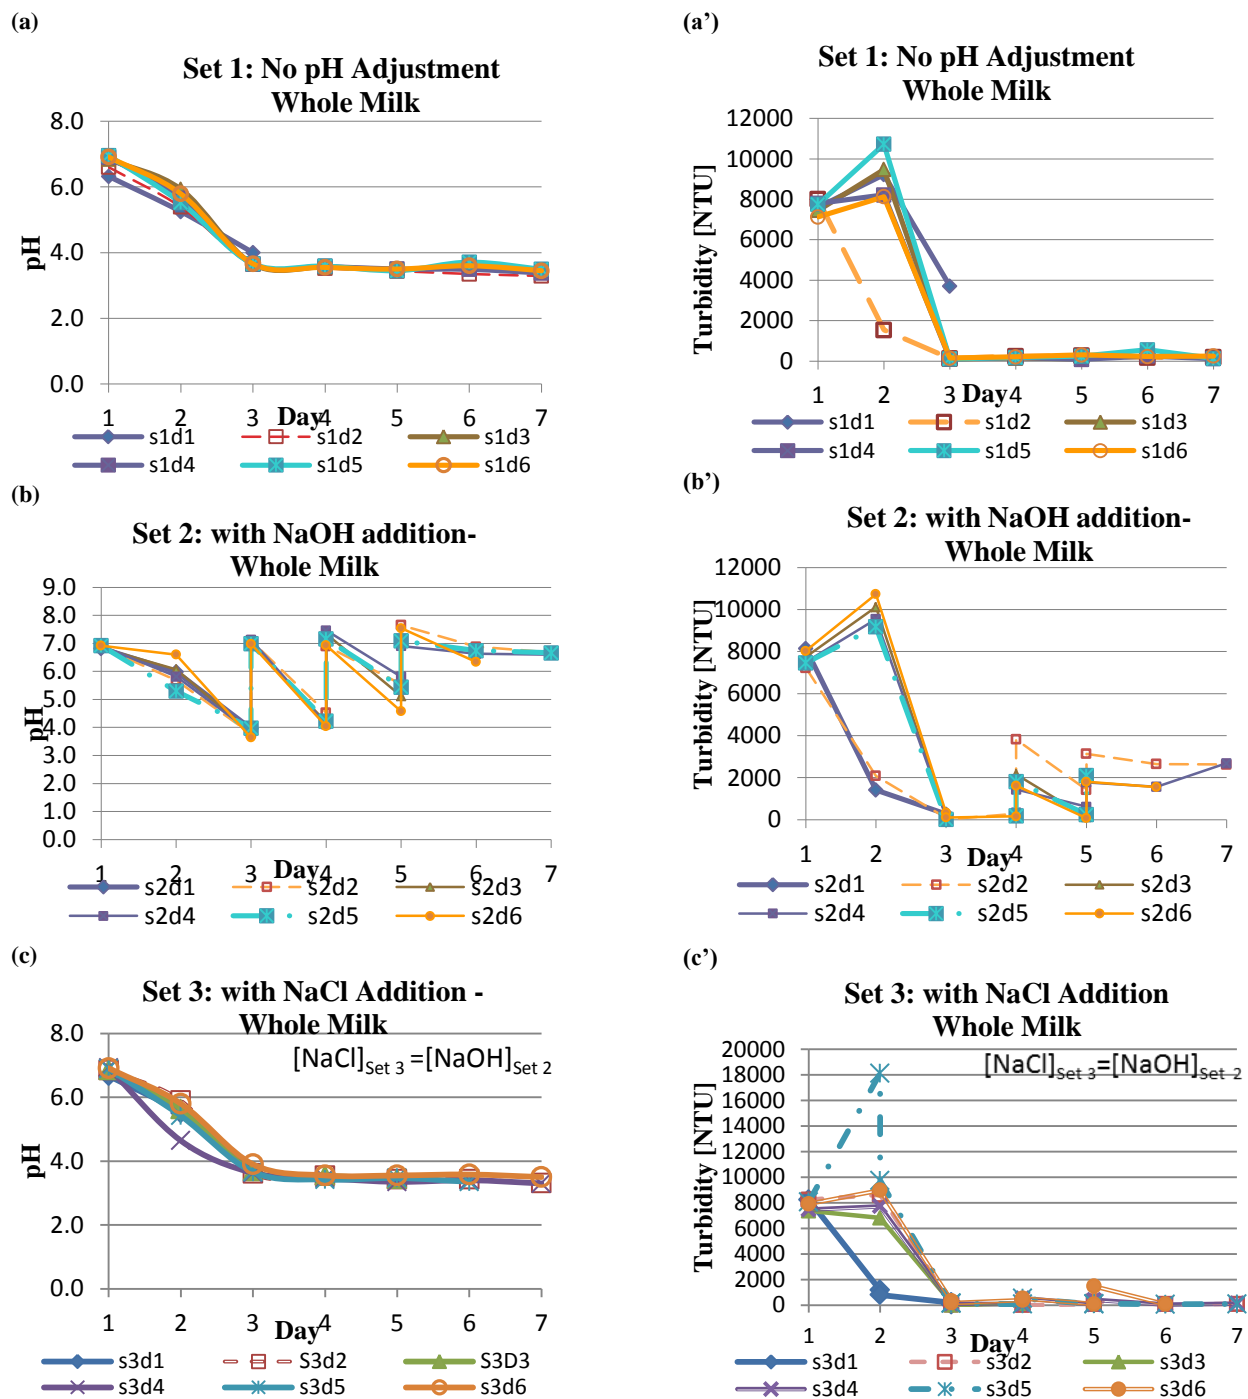 (a)
Set 1: No pH Adjustment
Whole Milk
8.0
6.0
4.0
2.0
0.0
pH
1 2 3 4 5 6 7
Day
s1d1 s1d2 s1d3
s1d4 s1d5 s1d6
(a’)
Set 1: No pH Adjustment
Whole Milk
12000
10000
8000
6000
4000
2000
0
Turbidity [NTU]
1 2 3 4 5 6 7
Day
s1d1 s1d2 s1d3
s1d4 s1d5 s1d6
(b)
Set 2: with NaOH addition-
Whole Milk
9.0
8.0
7.0
6.0
5.0
4.0
3.0
2.0
1.0
0.0
pH
1 2 3 4 5 6 7
Day
s2d1 s2d2 s2d3
s2d4 s2d5 s2d6
(b’)
Set 2: with NaOH addition-
Whole Milk
12000
10000
8000
6000
4000
2000
0
Turbidity [NTU]
1 2 3 4 5 6 7
Day
s2d1 s2d2 s2d3
s2d4 s2d5 s2d6
(c)
Set 3: with NaCl Addition -
Whole Milk
[NaCl]Set 3 =[NaOH]Set 2
8.0
6.0
4.0
2.0
0.0
pH
1 2 3 4 5 6 7
Day
s3d1 S3d2 S3D3
s3d4 s3d5 s3d6
(c’)
Set 3: with NaCl Addition
Whole Milk
[NaCl]Set 3=[NaOH]Set 2
20000
18000
16000
14000
12000
10000
8000
6000
4000
2000
0
Turbidity [NTU]
1 2 3 4 5 6 7
Day
s3d1 s3d2 s3d3
s3d4 s3d5 s3d6